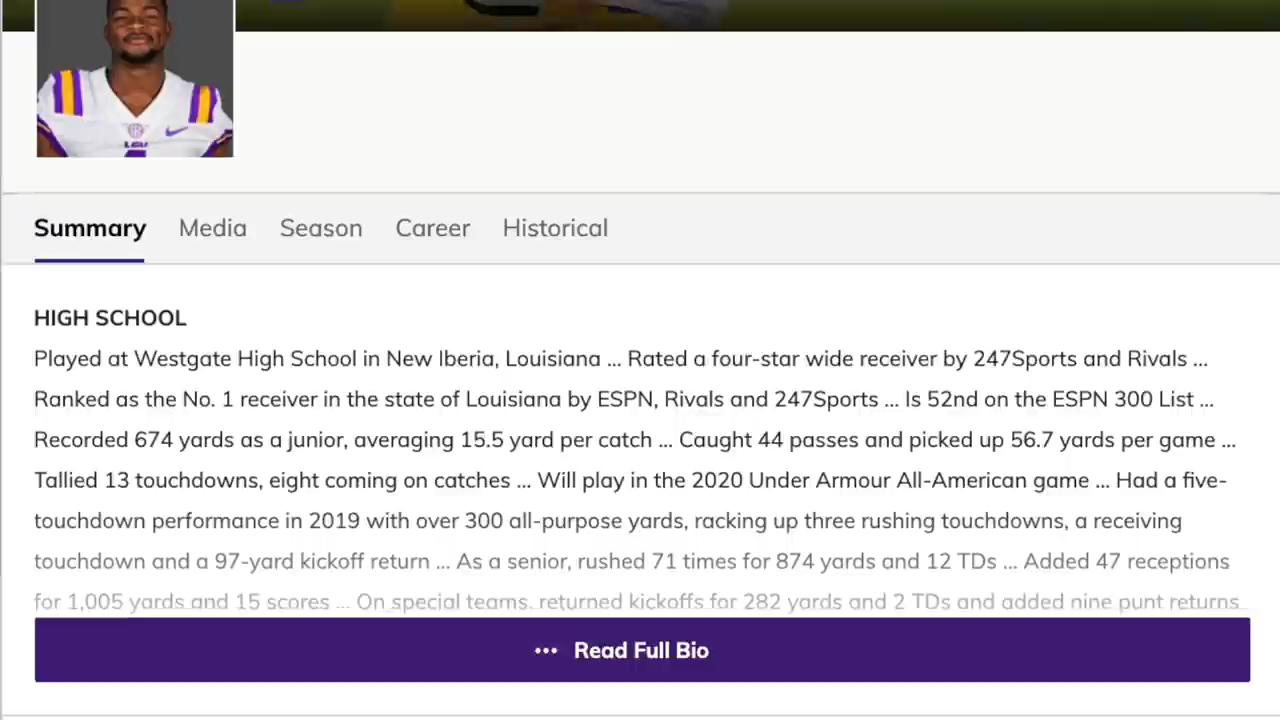 LSU
Summary Media Season Career Historical
HIGH SCHOOL
Played at Westgate High School in New Iberia, Louisiana ... Rated a four-star wide receiver by 247Sports and Rivals ...
Ranked as the No. 1 receiver in the state of Louisiana by ESPN, Rivals and 247Sports ... Is 52nd on the ESPN 300 List ...
Recorded 674 yards as a junior, averaging 15.5 yard per catch ... Caught 44 passes and picked up 56.7 yards per game ...
Tallied 13 touchdowns, eight coming on catches ... Will play in the 2020 Under Armour All-American game ... Had a five-
touchdown performance in 2019 with over 300 all-purpose yards, racking up three rushing touchdowns, a receiving
touchdown and a 97-yard kickoff return ... As a senior, rushed 71 times for 874 yards and 12 TDs ... Added 47 receptions
for 1,005 yards and 15 scores ... On special teams, returned kickoffs for 282 yards and 2 TDs and added nine punt returns
... Read Full Bio